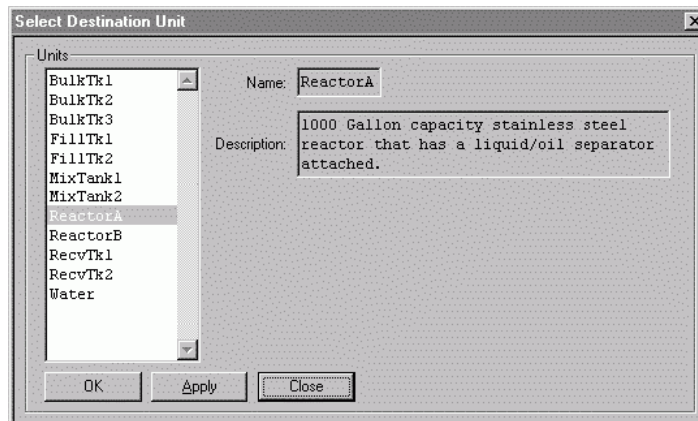 Select Destination Unit
Units
BulkTk1
BulkTk2
BulkTk3
FillTk1
FillTk2
MixTank1
MixTank2
ReactorA
ReactorB
RecvTk1
RecvTk2
Water
Name: ReactorA
Description: 1000 Gallon capacity stainless steel
reactor that has a liquid/oil separator
attached.
OK Apply Close